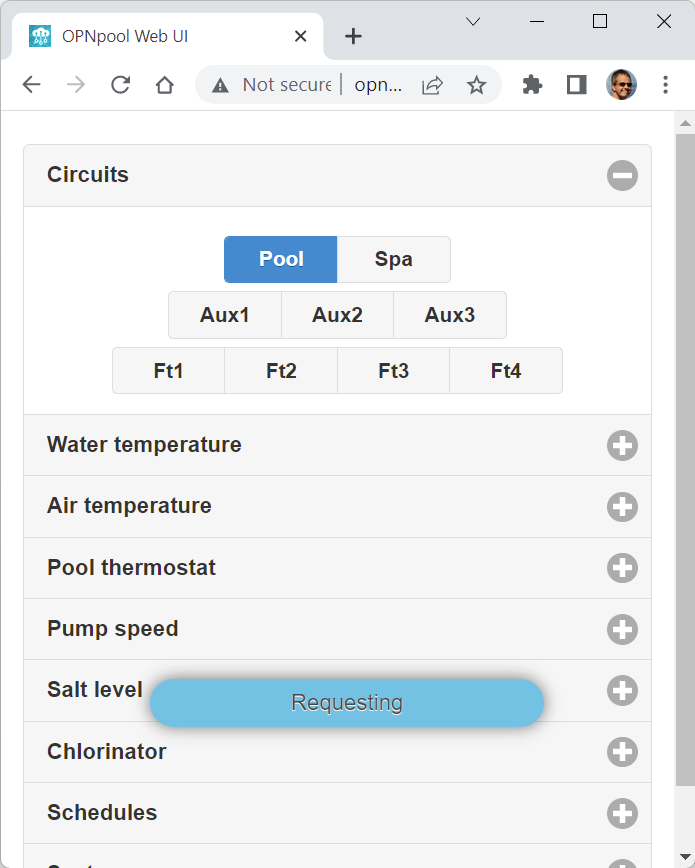 OPNpool Web UI
Not secure opn...
Circuits
Pool Spa
Aux1 Aux2 Aux3
Ft1 Ft2 Ft3 Ft4
Water temperature
Air temperature
Pool thermostat
Pump speed
Salt level
Requesting
Chlorinator
Schedules